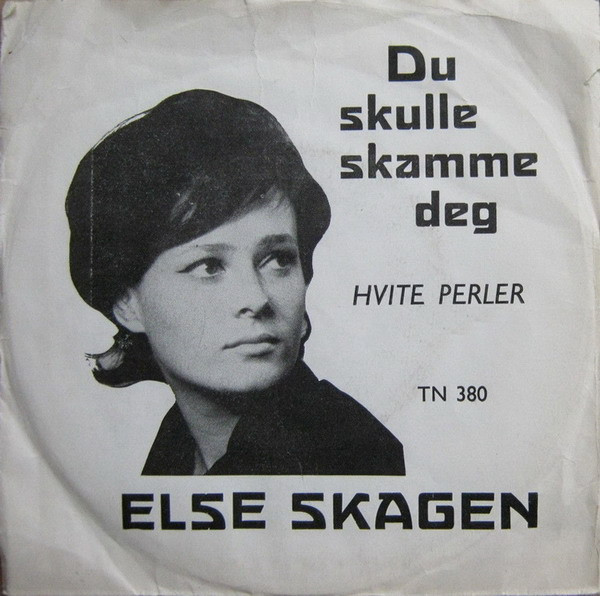 Du
skulle
skamme
deg
HVITE PERLER
TN 380
ELSE SKAGEN